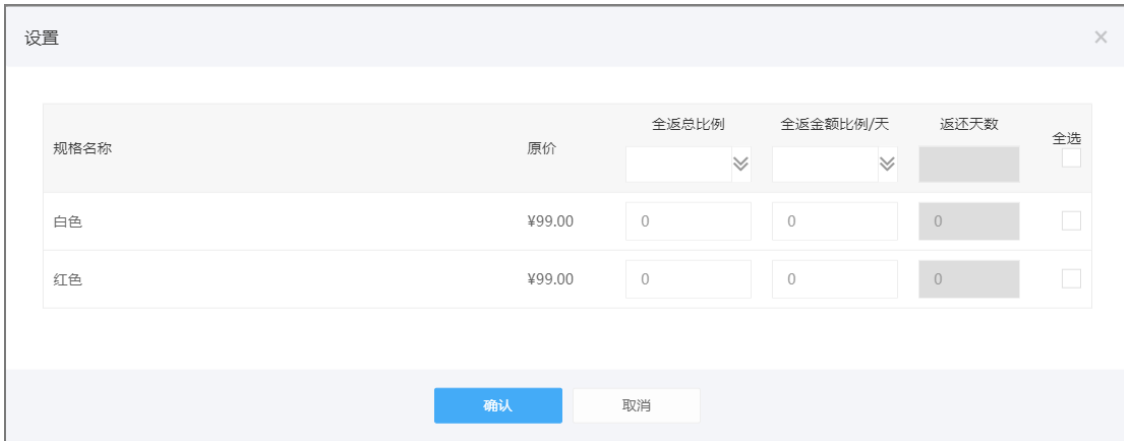 设置
规格名称 原价 全返总比例 全返金额比例/天 返还天数 全选
白色 ¥99.00 0 0 0
红色 ¥99.00 0 0 0
确认 取消